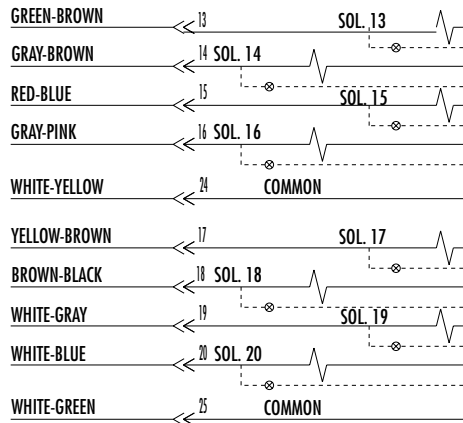 GREEN-BROWN 13 SOL. 13
GRAY-BROWN 14 SOL. 14
RED-BLUE 15 SOL. 15
GRAY-PINK 16 SOL. 16
WHITE-YELLOW 24 COMMON
YELLOW-BROWN 17 SOL. 17
BROWN-BLACK 18 SOL. 18
WHITE-GRAY 19 SOL. 19
WHITE-BLUE 20 SOL. 20
WHITE-GREEN 25 COMMON